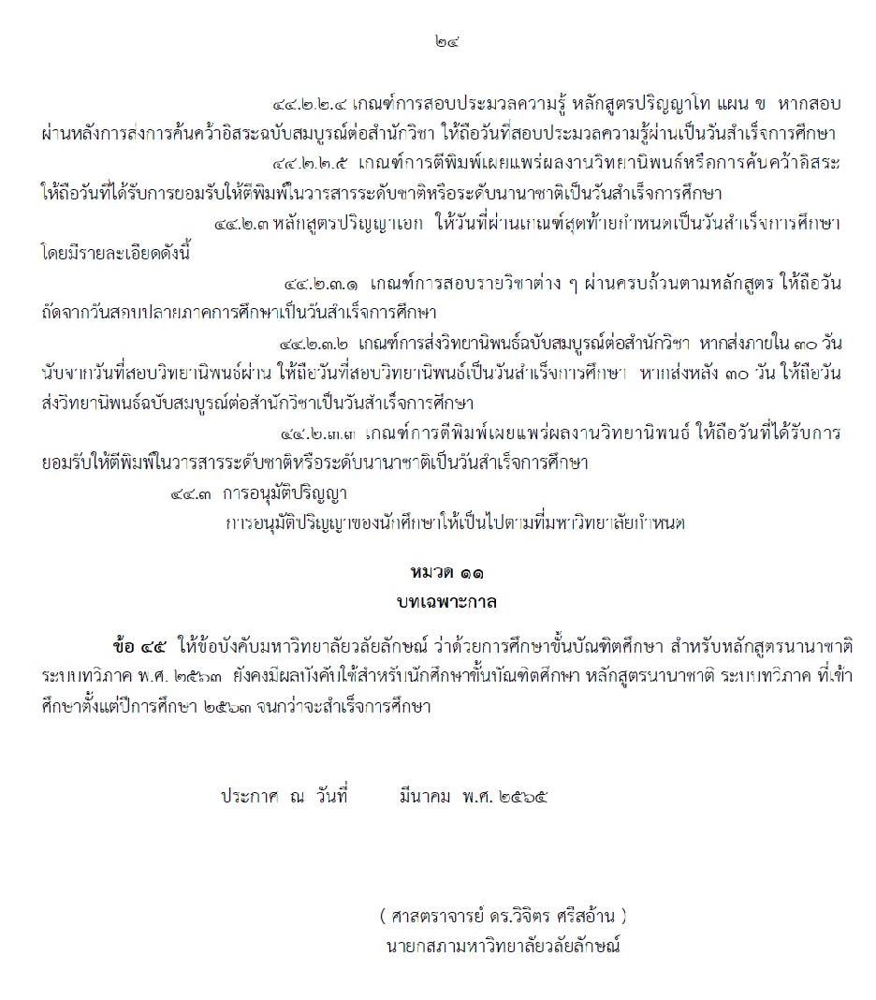 ๒๔
๔๔.๒.๒.๔ เกณฑ์การสอบประมวลความรู้ หลักสูตรปริญญาโท แผน ข หากสอบ
ผ่านหลังการส่งการค้นคว้าอิสระฉบับสมบูรณ์ต่อสำนักวิชา ให้ถือวันที่สอบประมวลความรู้ผ่านเป็นวันสำเร็จการศึกษา
๔๔.๒.๒.๕ เกณฑ์การตีพิมพ์เผยแพร่ผลงานวิทยานิพนธ์หรือการค้นคว้าอิสระ
ให้ถือวันที่ได้รับการยอมรับให้ตีพิมพ์ในวารสารระดับชาติหรือระดับนานาชาติเป็นวันสำเร็จการศึกษา
๔๔.๒.๓ หลักสูตรปริญญาเอก ให้วันที่ผ่านเกณฑ์สุดท้ายกำหนดเป็นวันสำเร็จการศึกษา
โดยมีรายละเอียดดังนี้
๔๔.๒.๓.๑ เกณฑ์การสอบรายวิชาต่าง ๆ ผ่านครบถ้วนตามหลักสูตร ให้ถือวัน
ถัดจากวันสอบปลายภาคการศึกษาเป็นวันสำเร็จการศึกษา
๔๔.๒.๓.๒ เกณฑ์การส่งวิทยานิพนธ์ฉบับสมบูรณ์ต่อสำนักวิชา หากส่งภายใน ๓๐ วัน
นับจากวันที่สอบวิทยานิพนธ์ผ่าน ให้ถือวันที่สอบวิทยานิพนธ์เป็นวันสำเร็จการศึกษา หากส่งหลัง ๓๐ วัน ให้ถือวัน
ส่งวิทยานิพนธ์ฉบับสมบูรณ์ต่อสำนักวิชาเป็นวันสำเร็จการศึกษา
๔๔.๒.๓.๓ เกณฑ์การตีพิมพ์เผยแพร่ผลงานวิทยานิพนธ์ ให้ถือวันที่ได้รับการ
ยอมรับให้ตีพิมพ์ในวารสารระดับชาติหรือระดับนานาชาติเป็นวันสำเร็จการศึกษา
๔๔.๓ การอนุมัติปริญญา
การอนุมัติปริญญาของนักศึกษาให้เป็นไปตามที่มหาวิทยาลัยกำหนด
หมวด ๑๑
บทเฉพาะกาล
ข้อ ๔๕ ให้ข้อบังคับมหาวิทยาลัยวลัยลักษณ์ ว่าด้วยการศึกษาขั้นบัณฑิตศึกษา สำหรับหลักสูตรนานาชาติ
ระบบทวิภาค พ.ศ. ๒๕๖๓ ยังคงมีผลบังคับใช้สำหรับนักศึกษาขั้นบัณฑิตศึกษา หลักสูตรนานาชาติ ระบบทวิภาค ที่เข้า
ศึกษาตั้งแต่ปีการศึกษา ๒๕๖๓ จนกว่าจะสำเร็จการศึกษา
ประกาศ ณ วันที่ มีนาคม พ.ศ. ๒๕๖๕
( ศาสตราจารย์ ดร.วิจิตร ศรีสอ้าน )
นายกสภามหาวิทยาลัยวลัยลักษณ์